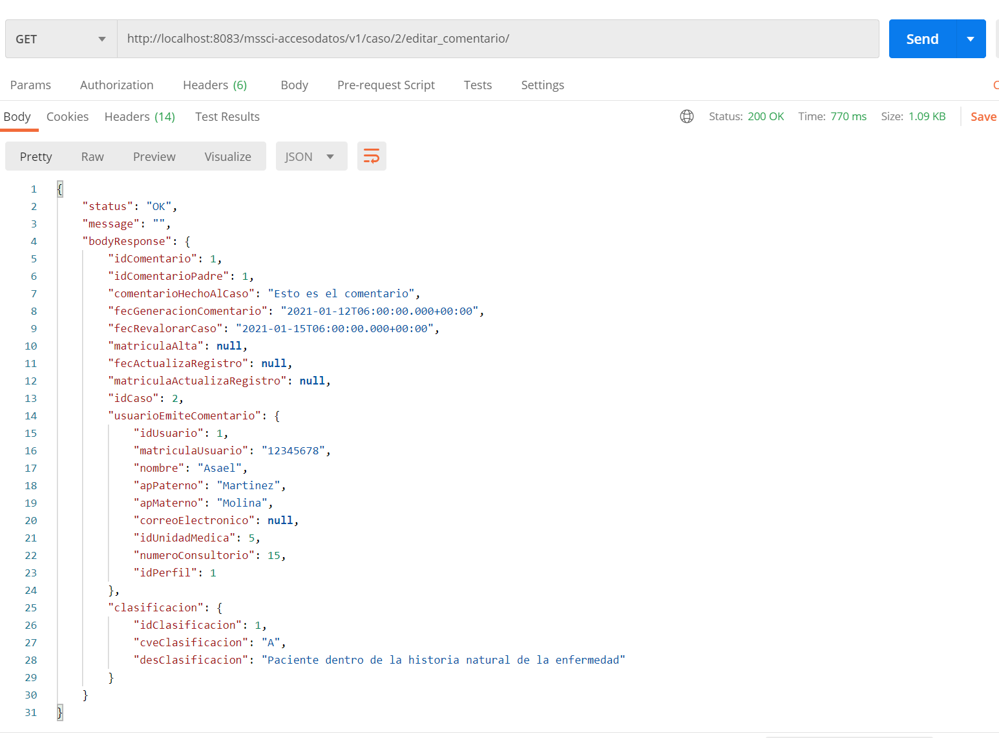 GET http://localhost:8083/mssci-accesodatos/v1/caso/2/editar_comentario/ Send
Params Authorization Headers (6) Body Pre-request Script Tests Settings
Body Cookies Headers (14) Test Results Status: 200 OK Time: 770 ms Size: 1.09 KB Save
Pretty Raw Preview Visualize JSON
1 {
2 "status": "OK",
3 "message": "",
4 "bodyResponse": {
5 "idComentario": 1,
6 "idComentarioPadre": 1,
7 "comentarioHechoAlCaso": "Esto es el comentario",
8 "fecGeneracionComentario": "2021-01-12T06:00:00.000+00:00",
9 "fecRevalorarCaso": "2021-01-15T06:00:00.000+00:00",
10 "matriculaAlta": null,
11 "fecActualizaRegistro": null,
12 "matriculaActualizaRegistro": null,
13 "idCaso": 2,
14 "usuarioEmiteComentario": {
15 "idUsuario": 1,
16 "matriculaUsuario": "12345678",
17 "nombre": "Asael",
18 "apPaterno": "Martinez",
19 "apMaterno": "Molina",
20 "correoElectronico": null,
21 "idUnidadMedica": 5,
22 "numeroConsultorio": 15,
23 "idPerfil": 1
24 },
25 "clasificacion": {
26 "idClasificacion": 1,
27 "cveClasificacion": "A",
28 "desClasificacion": "Paciente dentro de la historia natural de la enfermedad"
29 }
30 }
31 }